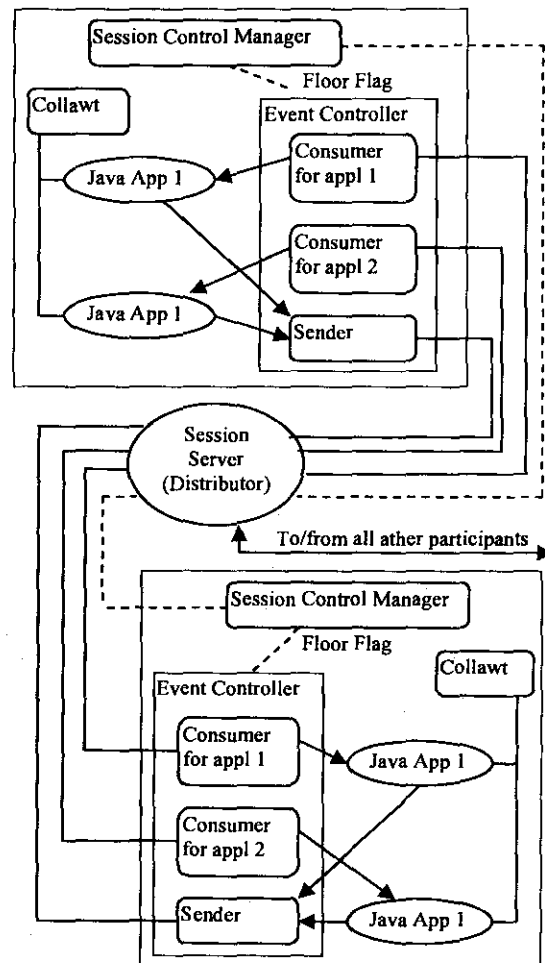 Session Control Manager
Floor Flag
Collawt
Event Controller
Consumer
for appl 1
Java App 1
Consumer
for appl 2
Java App 1
Sender
Session
Server
(Distributor)
To/from all ather participants
Session Control Manager
Floor Flag
Collawt
Event Controller
Consumer
for appl 1
Java App 1
Consumer
for appl 2
Sender
Java App 1